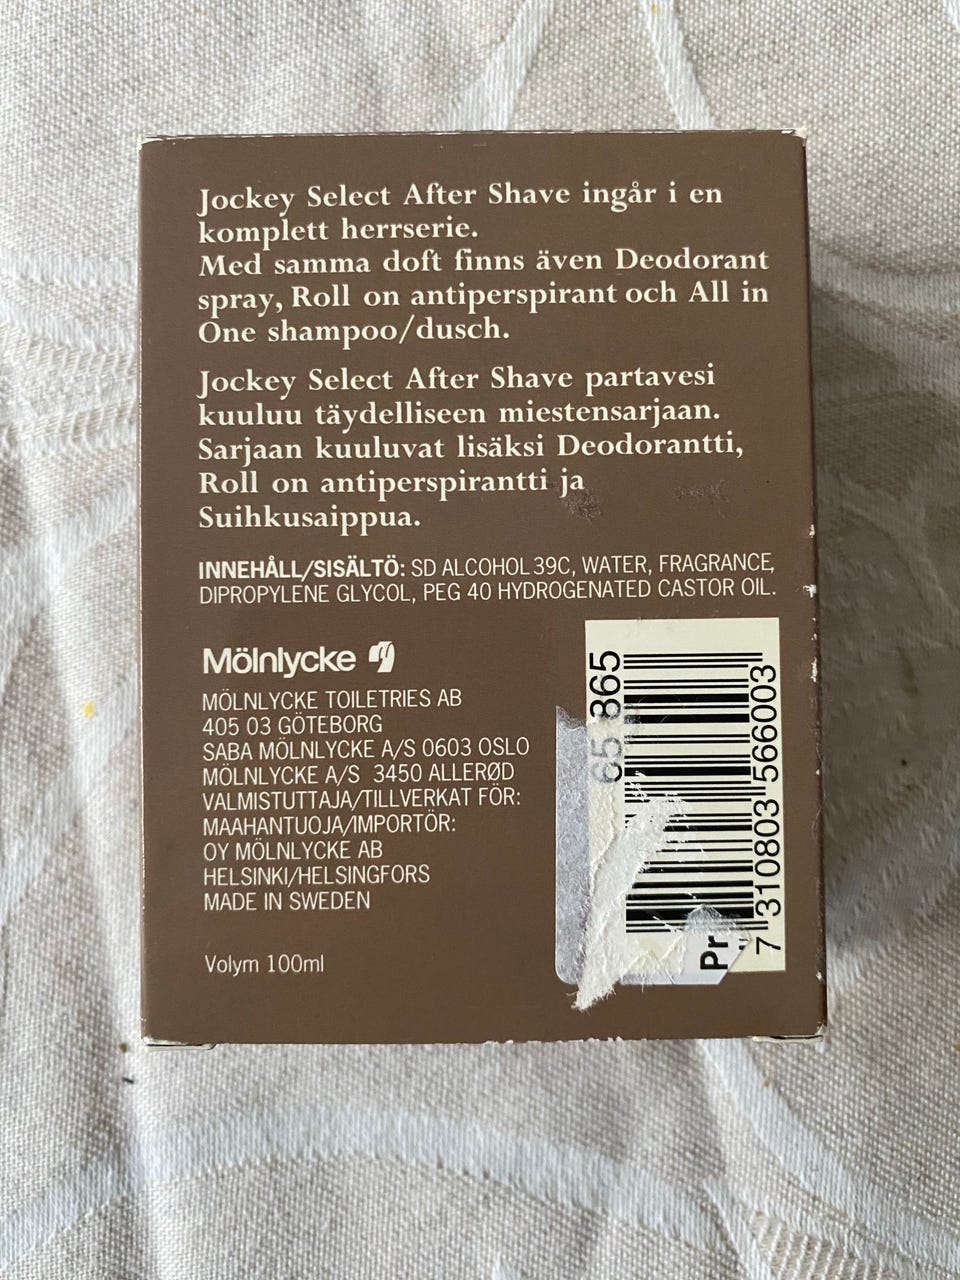 Jockey Select After Shave ingår i en
komplett herrserie.
Med samma doft finns även Deodorant
spray, Roll on antiperspirant och All in
One shampoo/dusch.
Jockey Select After Shave partavesi
kuuluu täydelliseen miestensarjaan.
Sarjaan kuuluvat lisäksi Deodorantti,
Roll on antiperspirantti ja
Suihkusaippua.
INNEHÅLL/SISÄLTÖ: SD ALCOHOL 39C, WATER, FRAGRANCE,
DIPROPYLENE GLYCOL, PEG 40 HYDROGENATED CASTOR OIL.
Mölnlycke
MÖLNLYCKE TOILETRIES AB
405 03 GÖTEBORG
SABA MÖLNLYCKE A/S 0603 OSLO
MÖLNLYCKE A/S 3450 ALLERØD
VALMISTUTTAJA/TILLVERKAT FÖR:
MAAHANTUOJA/IMPORTÖR:
OY MÖLNLYCKE AB
HELSINKI/HELSINGFORS
MADE IN SWEDEN
Volym 100ml
65 865
7 310803 566003
Pr